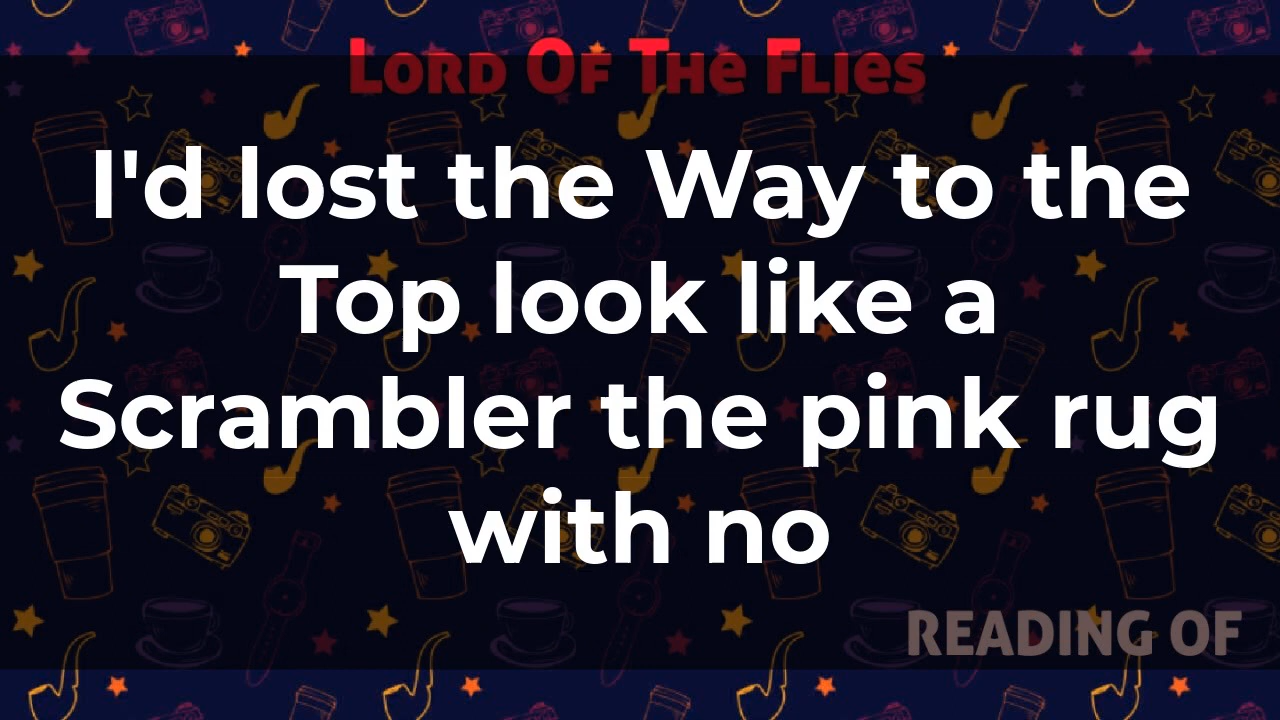 Lord Of The Flies
I'd lost the Way to the
Top look like a
Scrambler the pink rug
with no
READING OF